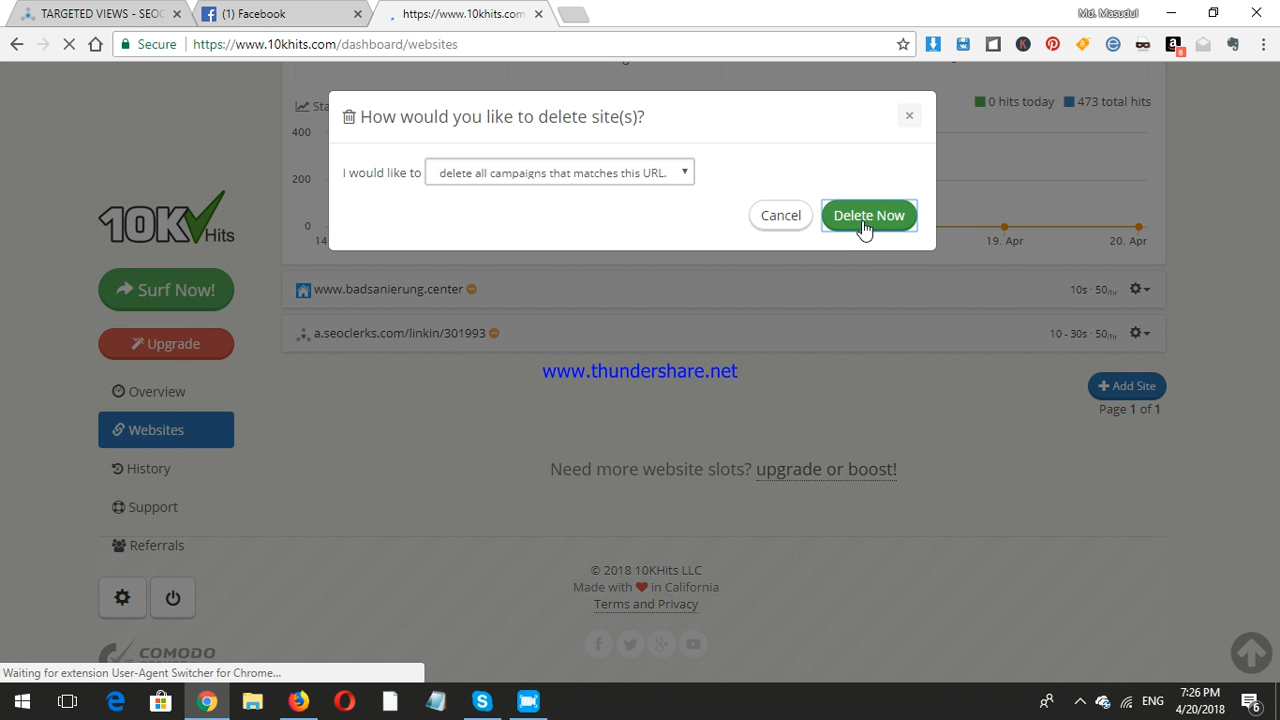 TARGETED VIEWS - SEOC
(1) Facebook
https://www.10khits.com
Md. Masudul
Secure
https://www.10khits.com/dashboard/websites
How would you like to delete site(s)?
I would like to
delete all campaigns that matches this URL.
Cancel
Delete Now
Sta
0 hits today
473 total hits
400
200
0
14
19. Apr
20. Apr
10K Hits
Surf Now!
Upgrade
Overview
Websites
History
Support
Referrals
COMODO
www.badsanierung.center
10s · 50/hr
a.seoclerks.com/linkin/301993
10 - 30s · 50/hr
www.thundershare.net
Add Site
Page 1 of 1
Need more website slots? upgrade or boost!
© 2018 10KHits LLC
Made with ❤ in California
Terms and Privacy
Waiting for extension User-Agent Switcher for Chrome...
ENG
7:26 PM
4/20/2018
6